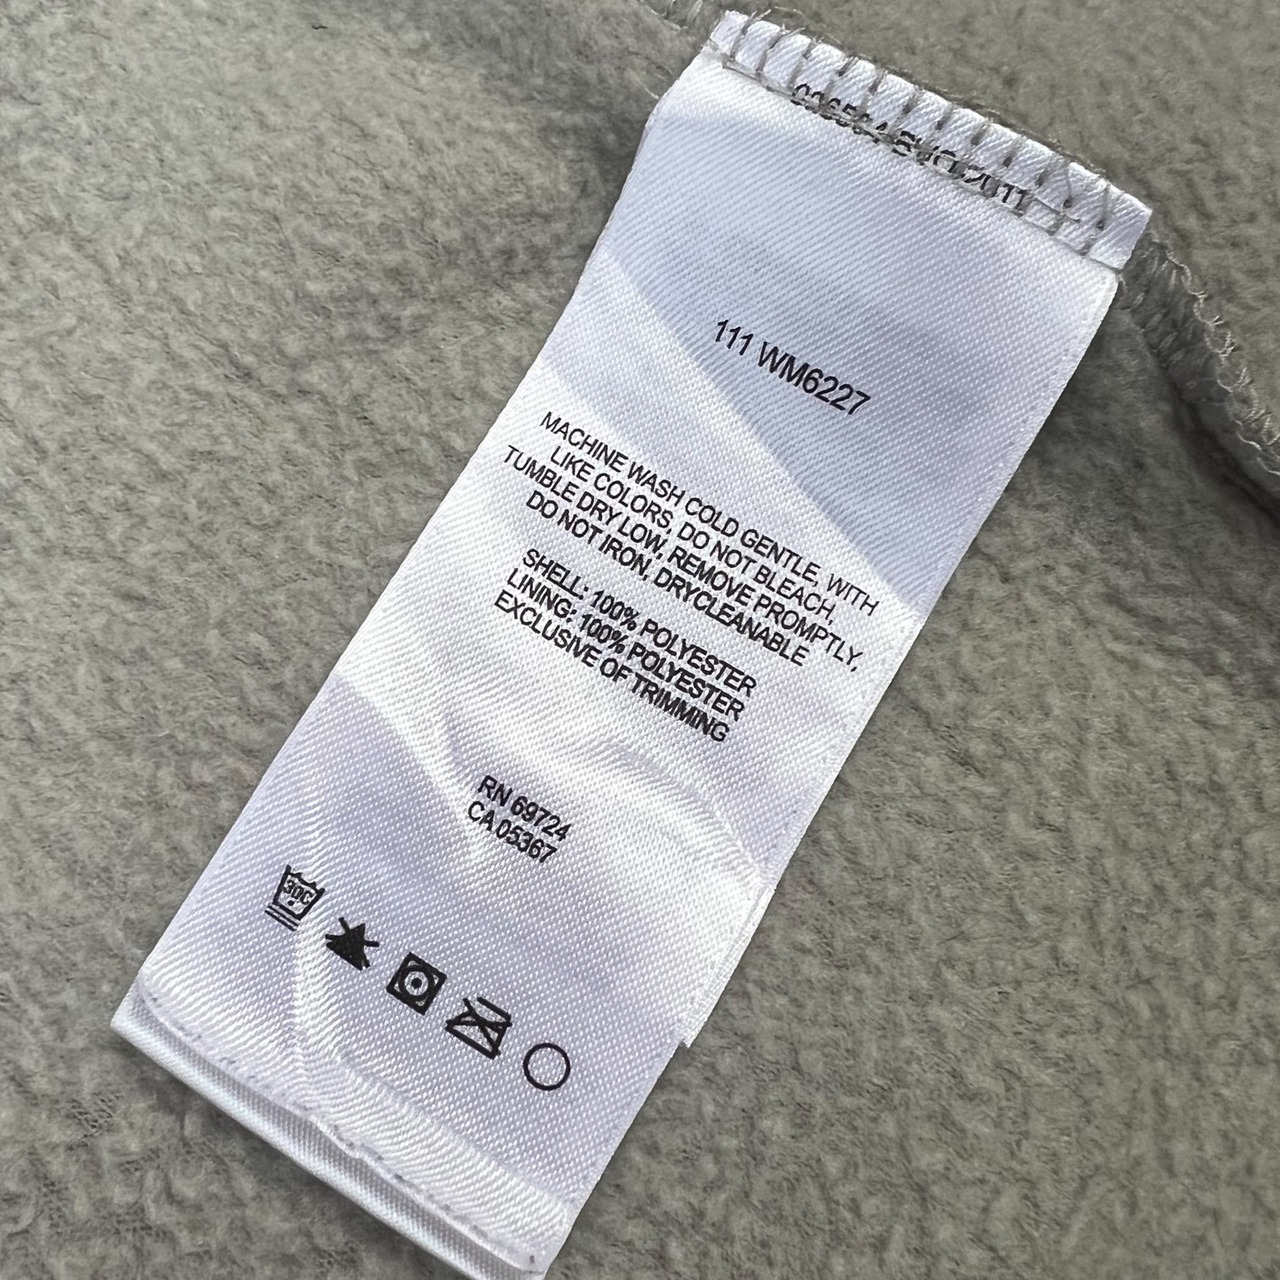 111 WM6227
MACHINE WASH COLD GENTLE, WITH
LIKE COLORS, DO NOT BLEACH,
TUMBLE DRY LOW, REMOVE PROMPTLY,
DO NOT IRON, DRYCLEANABLE
SHELL: 100% POLYESTER
LINING: 100% POLYESTER
EXCLUSIVE OF TRIMMING
RN 69724
CA 05367
30C